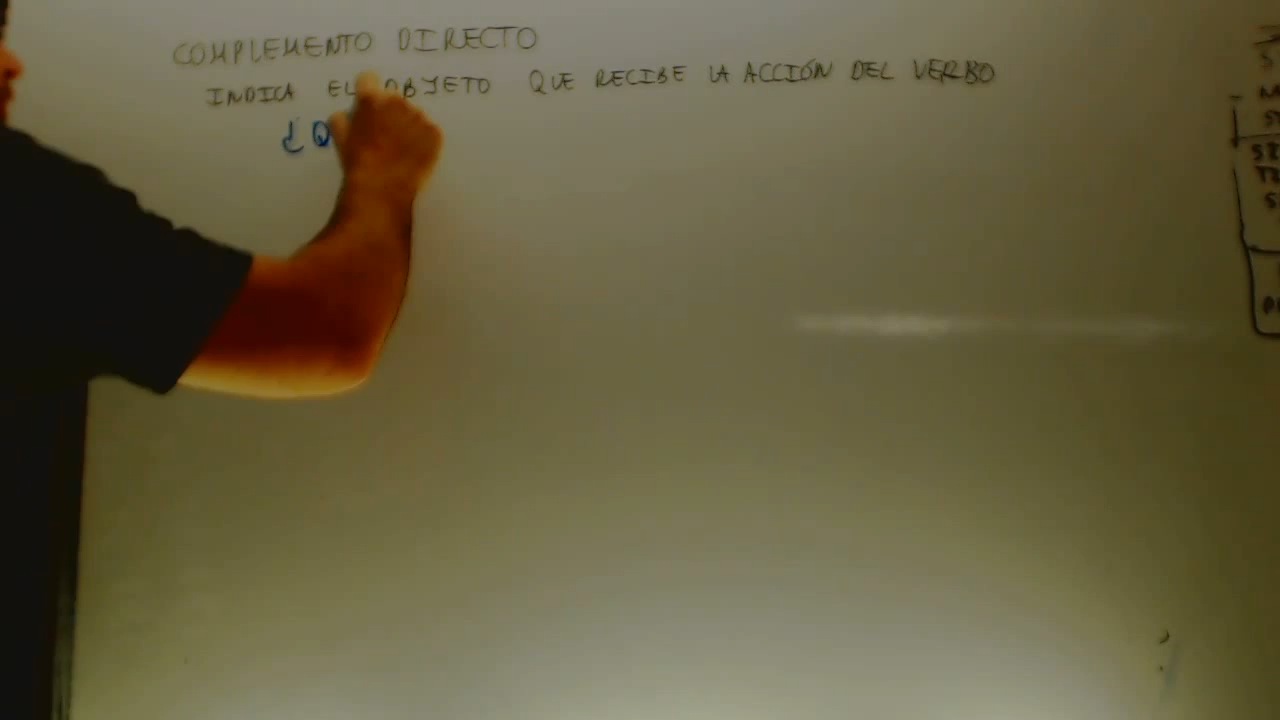 COMPLEMENTO DIRECTO
INDICA EL OBJETO QUE RECIBE LA ACCIÓN DEL VERBO
¿Q